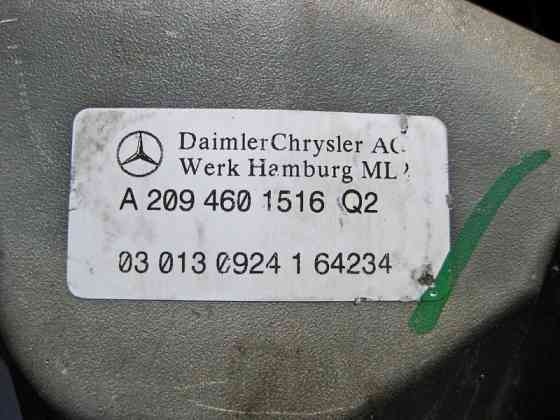 DaimlerChrysler AG
Werk Hamburg ML
A 209 460 1516 Q2
03 013 0924 1 64234